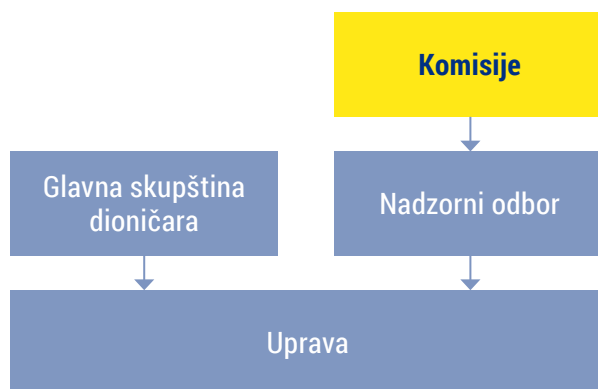 Komisije
Glavna skupština
dioničara
Nadzorni odbor
Uprava